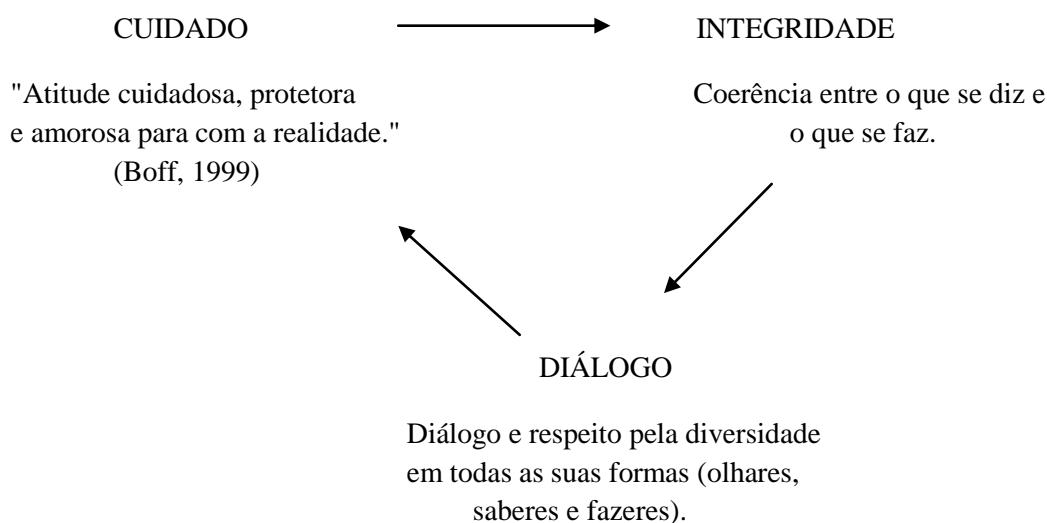 CUIDADO
"Atitude cuidadosa, protetora
e amorosa para com a realidade."
(Boff, 1999)
INTEGRIDADE
Coerência entre o que se diz e
o que se faz.
DIÁLOGO
Diálogo e respeito pela diversidade
em todas as suas formas (olhares,
saberes e fazeres).